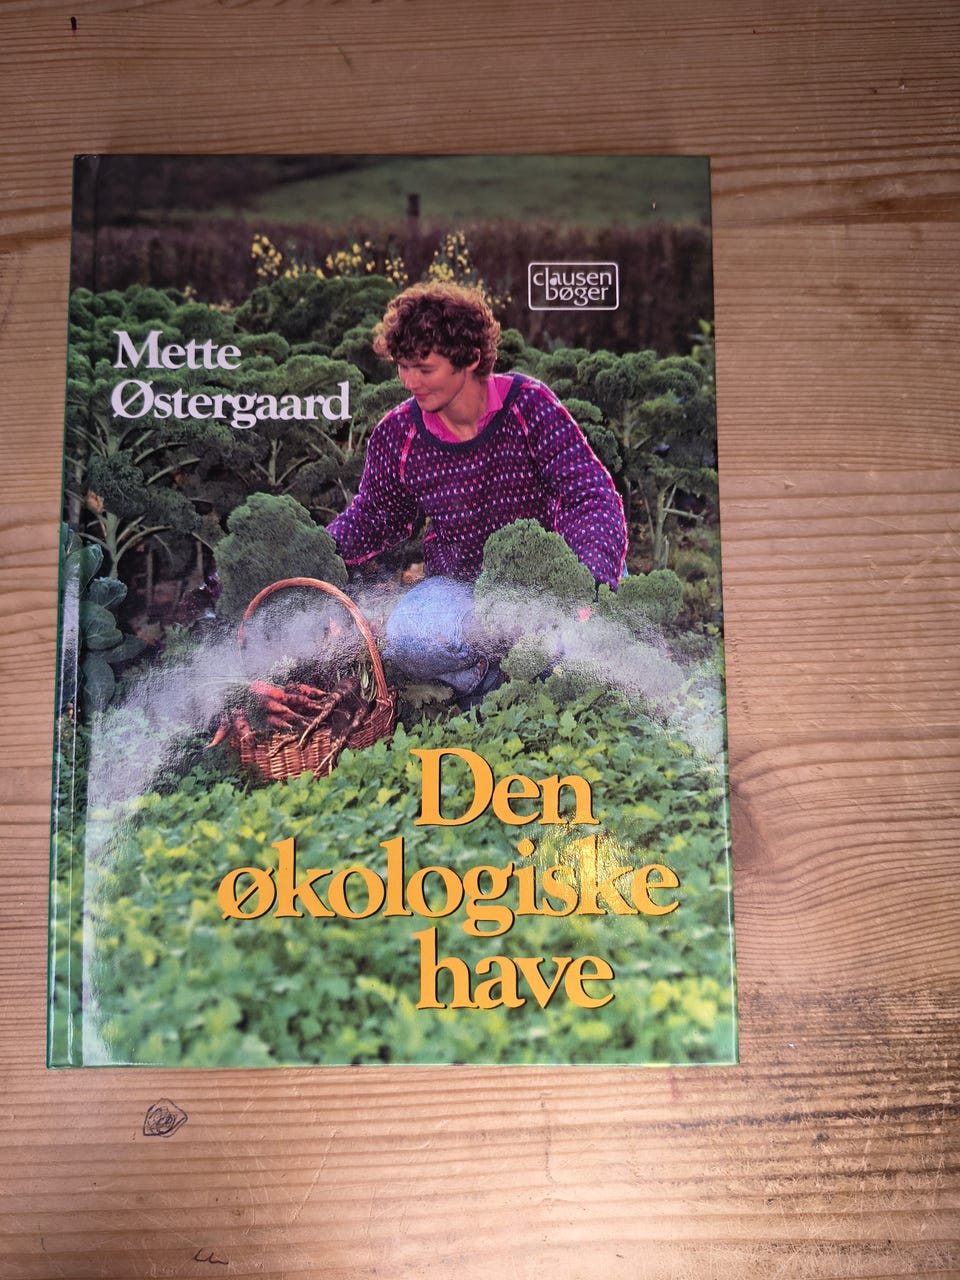 clausen
bøger
Mette
Østergaard
Den
økologiske
have